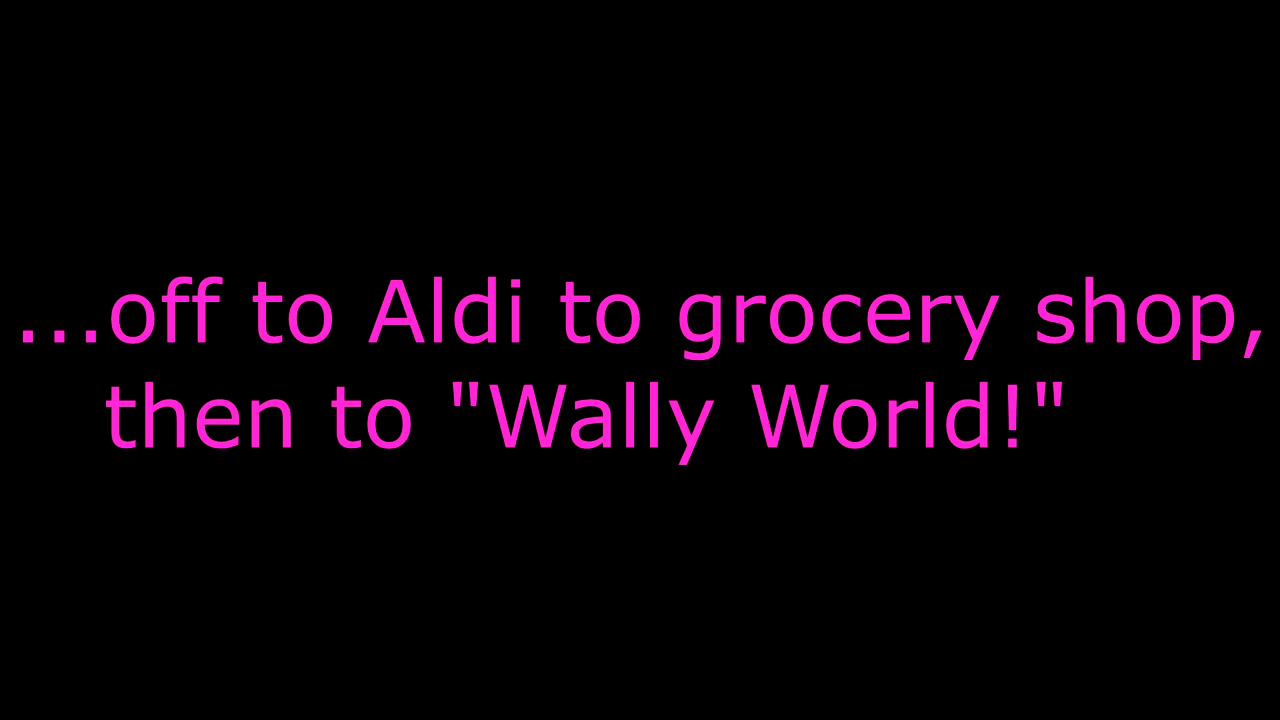 ...off to Aldi to grocery shop,
then to "Wally World!"